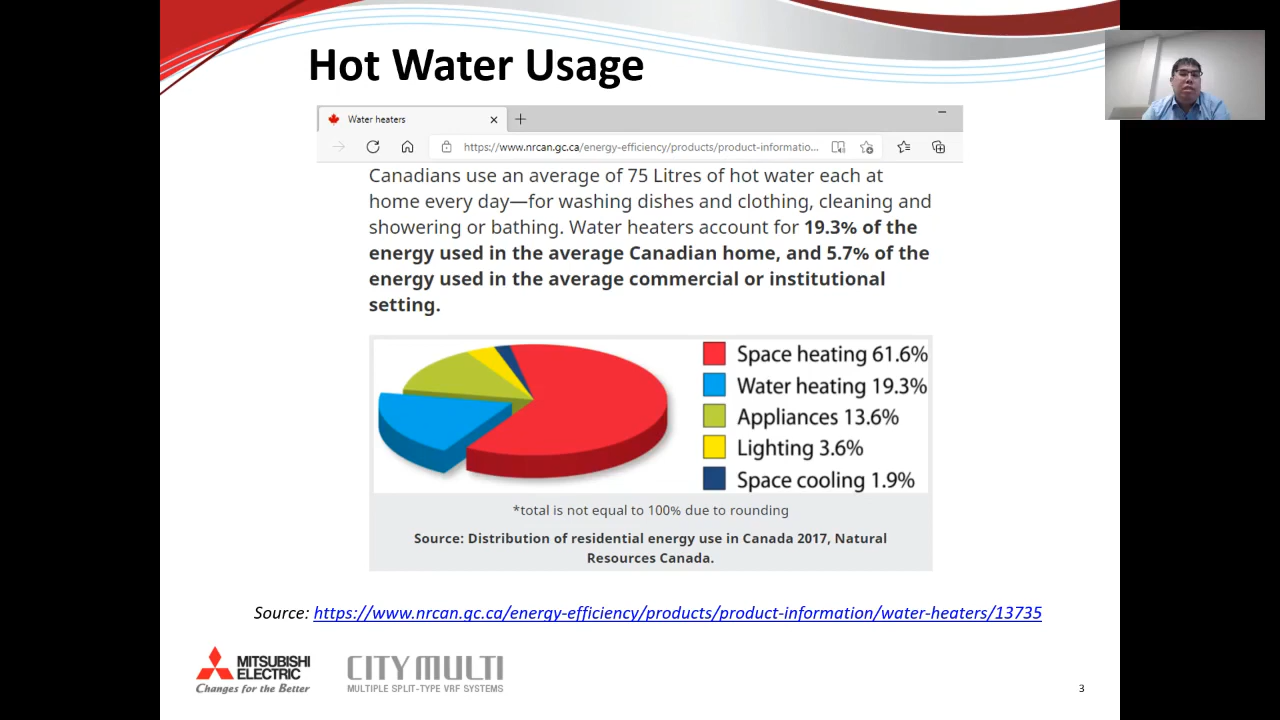 Hot Water Usage
Water heaters
https://www.nrcan.gc.ca/energy-efficiency/products/product-informatio...
Canadians use an average of 75 Litres of hot water each at
home every day—for washing dishes and clothing, cleaning and
showering or bathing. Water heaters account for 19.3% of the
energy used in the average Canadian home, and 5.7% of the
energy used in the average commercial or institutional
setting.
Space heating 61.6%
Water heating 19.3%
Appliances 13.6%
Lighting 3.6%
Space cooling 1.9%
*total is not equal to 100% due to rounding
Source: Distribution of residential energy use in Canada 2017, Natural
Resources Canada.
Source: https://www.nrcan.gc.ca/energy-efficiency/products/product-information/water-heaters/13735
MITSUBISHI
ELECTRIC
Changes for the Better
CITY MULTI
MULTIPLE SPLIT-TYPE VRF SYSTEMS
3